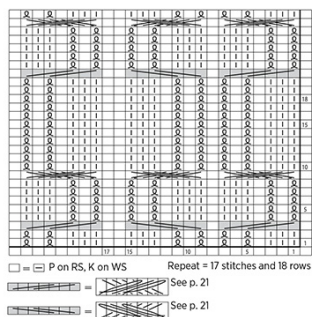 18
15
10
5
1
17 15 10 5 1
□ = ⊟ P on RS, K on WS Repeat = 17 stitches and 18 rows
= See p. 21
= See p. 21